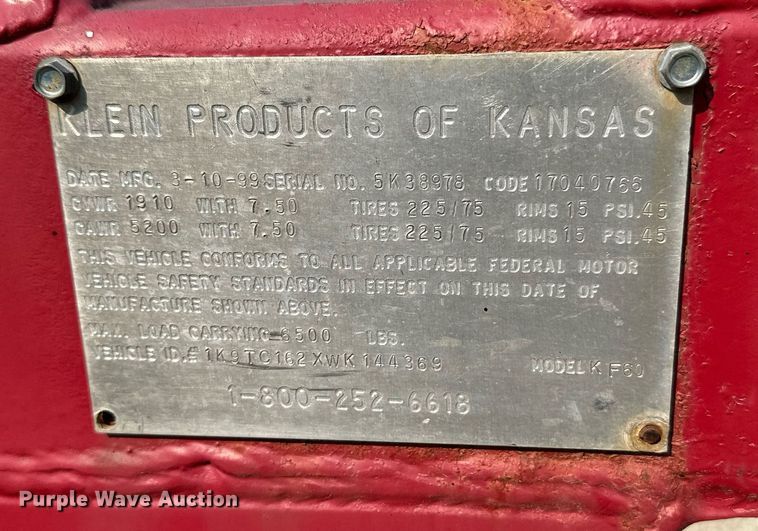 KLEIN PRODUCTS OF KANSAS
DATE MFG. 3-10-99 SERIAL NO. 5K38978 CODE 17040766
GVWR 1910 WITH 7.50 TIRES 225/75 RIMS 15 PSI.45
GAWR 5200 WITH 7.50 TIRES 225/75 RIMS 15 PSI.45
THIS VEHICLE CONFORMS TO ALL APPLICABLE FEDERAL MOTOR
VEHICLE SAFETY STANDARDS IN EFFECT ON THIS DATE OF
MANUFACTURE SHOWN ABOVE.
MAX. LOAD CARRYING 6500 LBS.
VEHICLE ID.# 1K9TC162XWK144369 MODEL KF60
1-800-252-6618
Purple Wave Auction